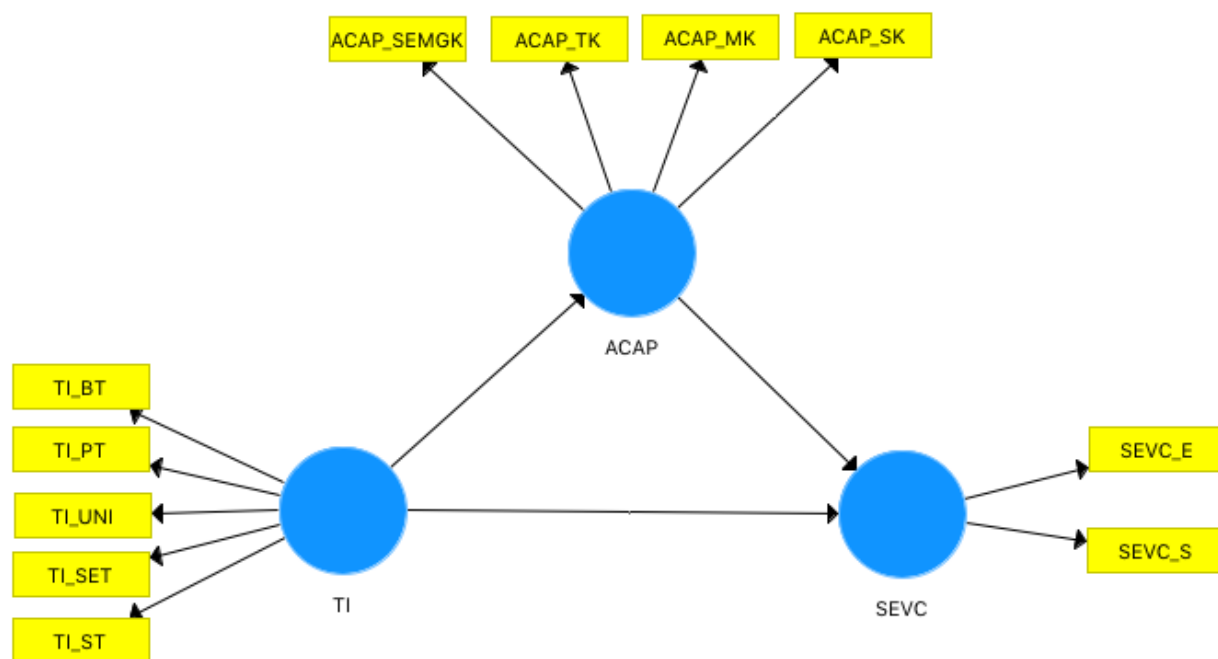 ACAP_SEMGK
ACAP_TK
ACAP_MK
ACAP_SK
ACAP
TI_BT
TI_PT
TI_UNI
TI_SET
TI_ST
TI
SEVC_E
SEVC_S
SEVC